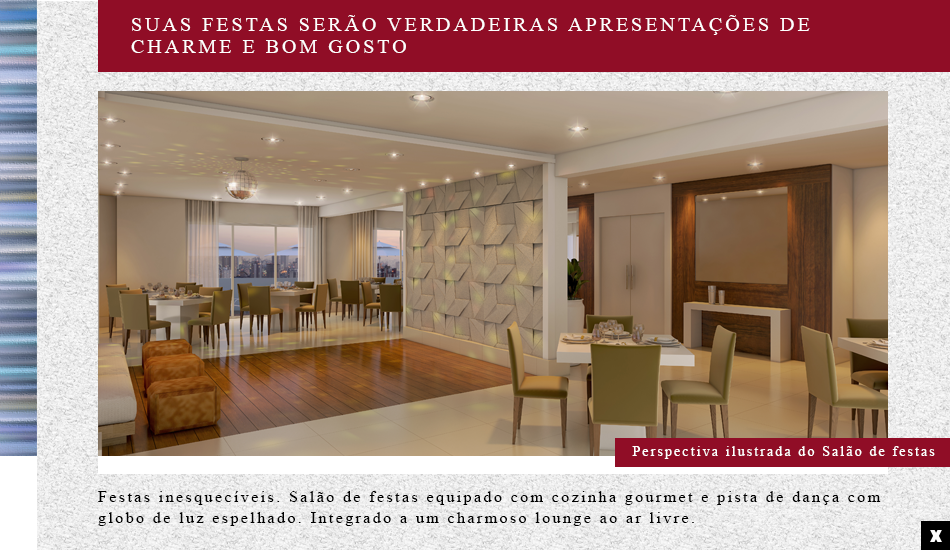 SUAS FESTAS SERÃO VERDADEIRAS APRESENTAÇÕES DE
CHARME E BOM GOSTO
Perspectiva ilustrada do Salão de festas
Festas inesquecíveis. Salão de festas equipado com cozinha gourmet e pista de dança com
globo de luz espelhado. Integrado a um charmoso lounge ao ar livre.
X